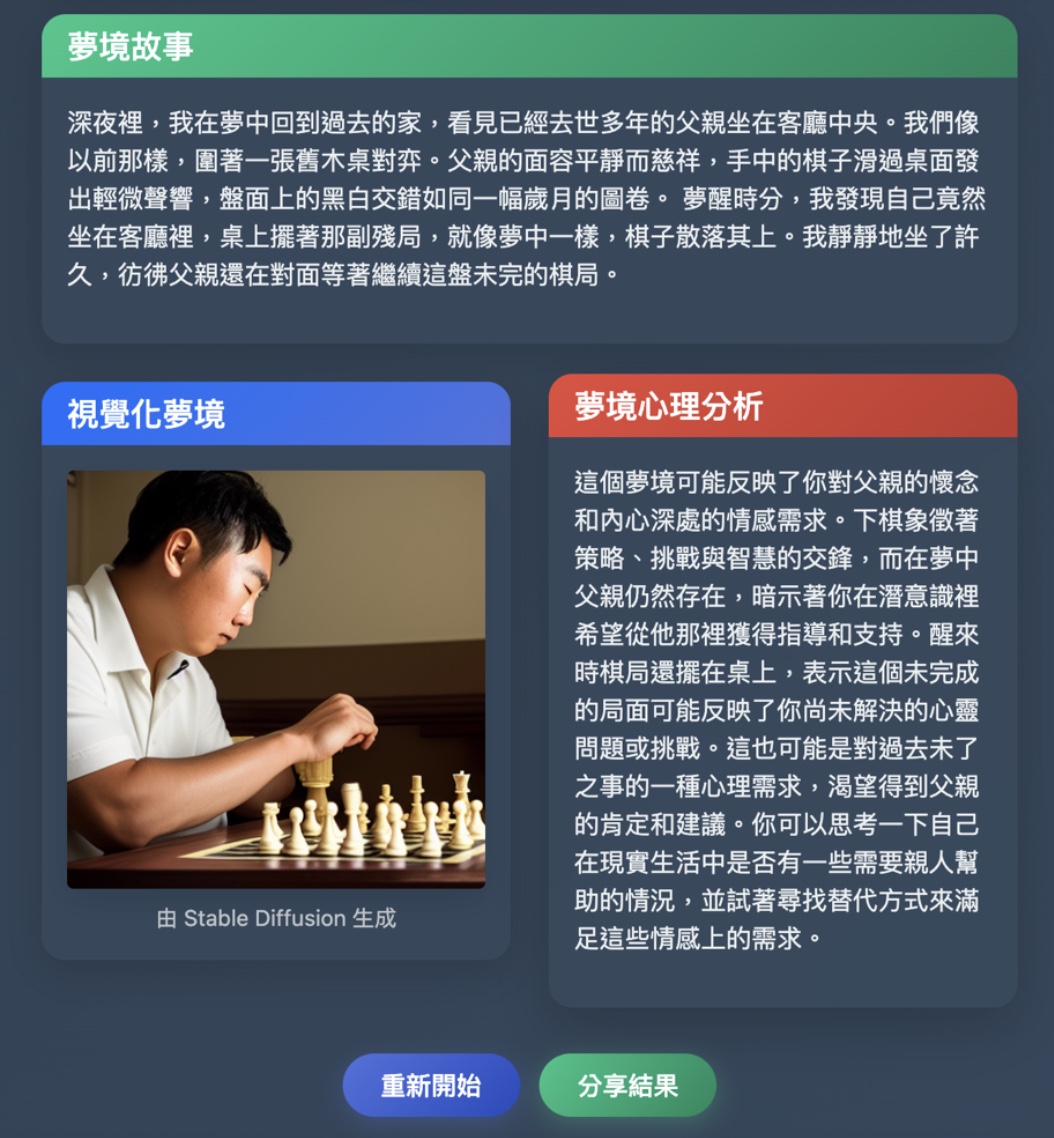 夢境故事
深夜裡，我在夢中回到過去的家，看見已經去世多年的父親坐在客廳中央。我們像
以前那樣，圍著一張舊木桌對弈。父親的面容平靜而慈祥，手中的棋子滑過桌面發
出輕微聲響，盤面上的黑白交錯如同一幅歲月的圖卷。 夢醒時分，我發現自己竟然
坐在客廳裡，桌上擺著那副殘局，就像夢中一樣，棋子散落其上。我靜靜地坐了許
久，彷彿父親還在對面等著繼續這盤未完的棋局。
視覺化夢境
由 Stable Diffusion 生成
夢境心理分析
這個夢境可能反映了你對父親的懷念
和內心深處的情感需求。下棋象徵著
策略、挑戰與智慧的交鋒，而在夢中
父親仍然存在，暗示著你在潛意識裡
希望從他那裡獲得指導和支持。醒來
時棋局還擺在桌上，表示這個未完成
的局面可能反映了你尚未解決的心靈
問題或挑戰。這也可能是對過去未了
之事的一種心理需求，渴望得到父親
的肯定和建議。你可以思考一下自己
在現實生活中是否有一些需要親人幫
助的情況，並試著尋找替代方式來滿
足這些情感上的需求。
重新開始
分享結果